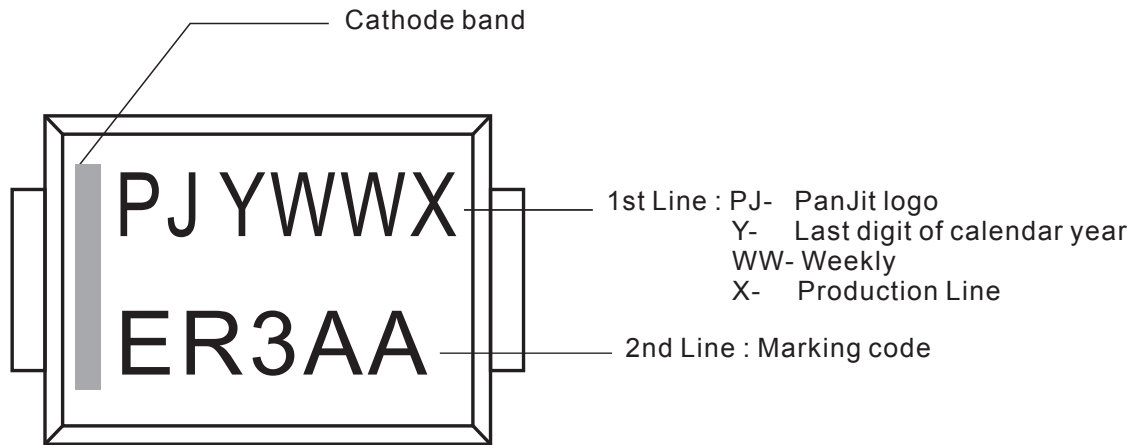 Cathode band
PJ YWWX
1st Line : PJ- PanJit logo
Y- Last digit of calendar year
WW- Weekly
X- Production Line
ER3AA
2nd Line : Marking code